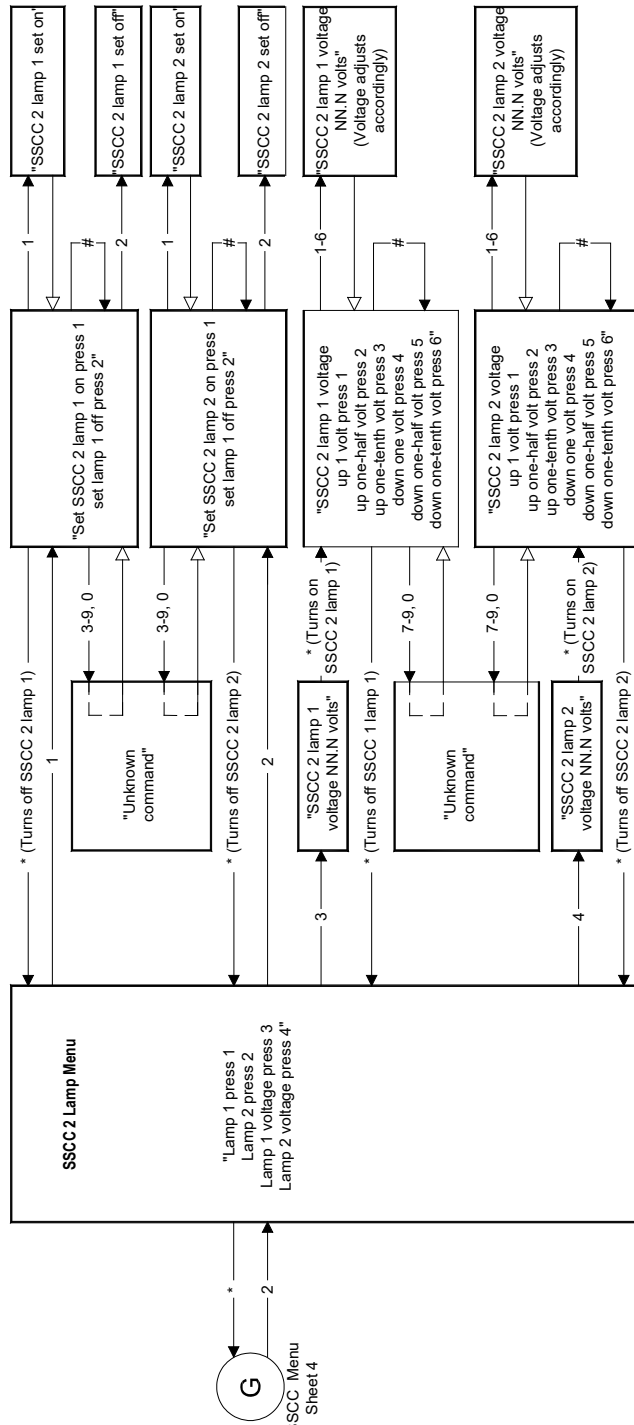 G
SSCC Menu
Sheet 4
*
2
SSCC 2 Lamp Menu
"Lamp 1 press 1
Lamp 2 press 2
Lamp 1 voltage press 3
Lamp 2 voltage press 4"
* (Turns off SSCC 2 lamp 1)
1
3-9, 0
"Unknown
command"
3-9, 0
* (Turns off SSCC 2 lamp 2)
2
"Set SSCC 2 lamp 1 on press 1
set lamp 1 off press 2"
1
#
2
"SSCC 2 lamp 1 set on"
"SSCC 2 lamp 1 set off"
"Set SSCC 2 lamp 2 on press 1
set lamp 1 off press 2"
1
#
2
"SSCC 2 lamp 2 set on"
"SSCC 2 lamp 2 set off"
3
"SSCC 2 lamp 1
voltage NN.N volts"
* (Turns on
SSCC 2 lamp 1)
* (Turns off SSCC 1 lamp 1)
7-9, 0
"Unknown
command"
7-9, 0
"SSCC 2 lamp 1 voltage
up 1 volt press 1
up one-half volt press 2
up one-tenth volt press 3
down one volt press 4
down one-half volt press 5
down one-tenth volt press 6"
1-6
#
"SSCC 2 lamp 1 voltage
NN.N volts"
(Voltage adjusts
accordingly)
4
"SSCC 2 lamp 2
voltage NN.N volts"
* (Turns on
SSCC 2 lamp 2)
* (Turns off SSCC 2 lamp 2)
"SSCC 2 lamp 2 voltage
up 1 volt press 1
up one-half volt press 2
up one-tenth volt press 3
down one volt press 4
down one-half volt press 5
down one-tenth volt press 6"
1-6
#
"SSCC 2 lamp 2 voltage
NN.N volts"
(Voltage adjusts
accordingly)